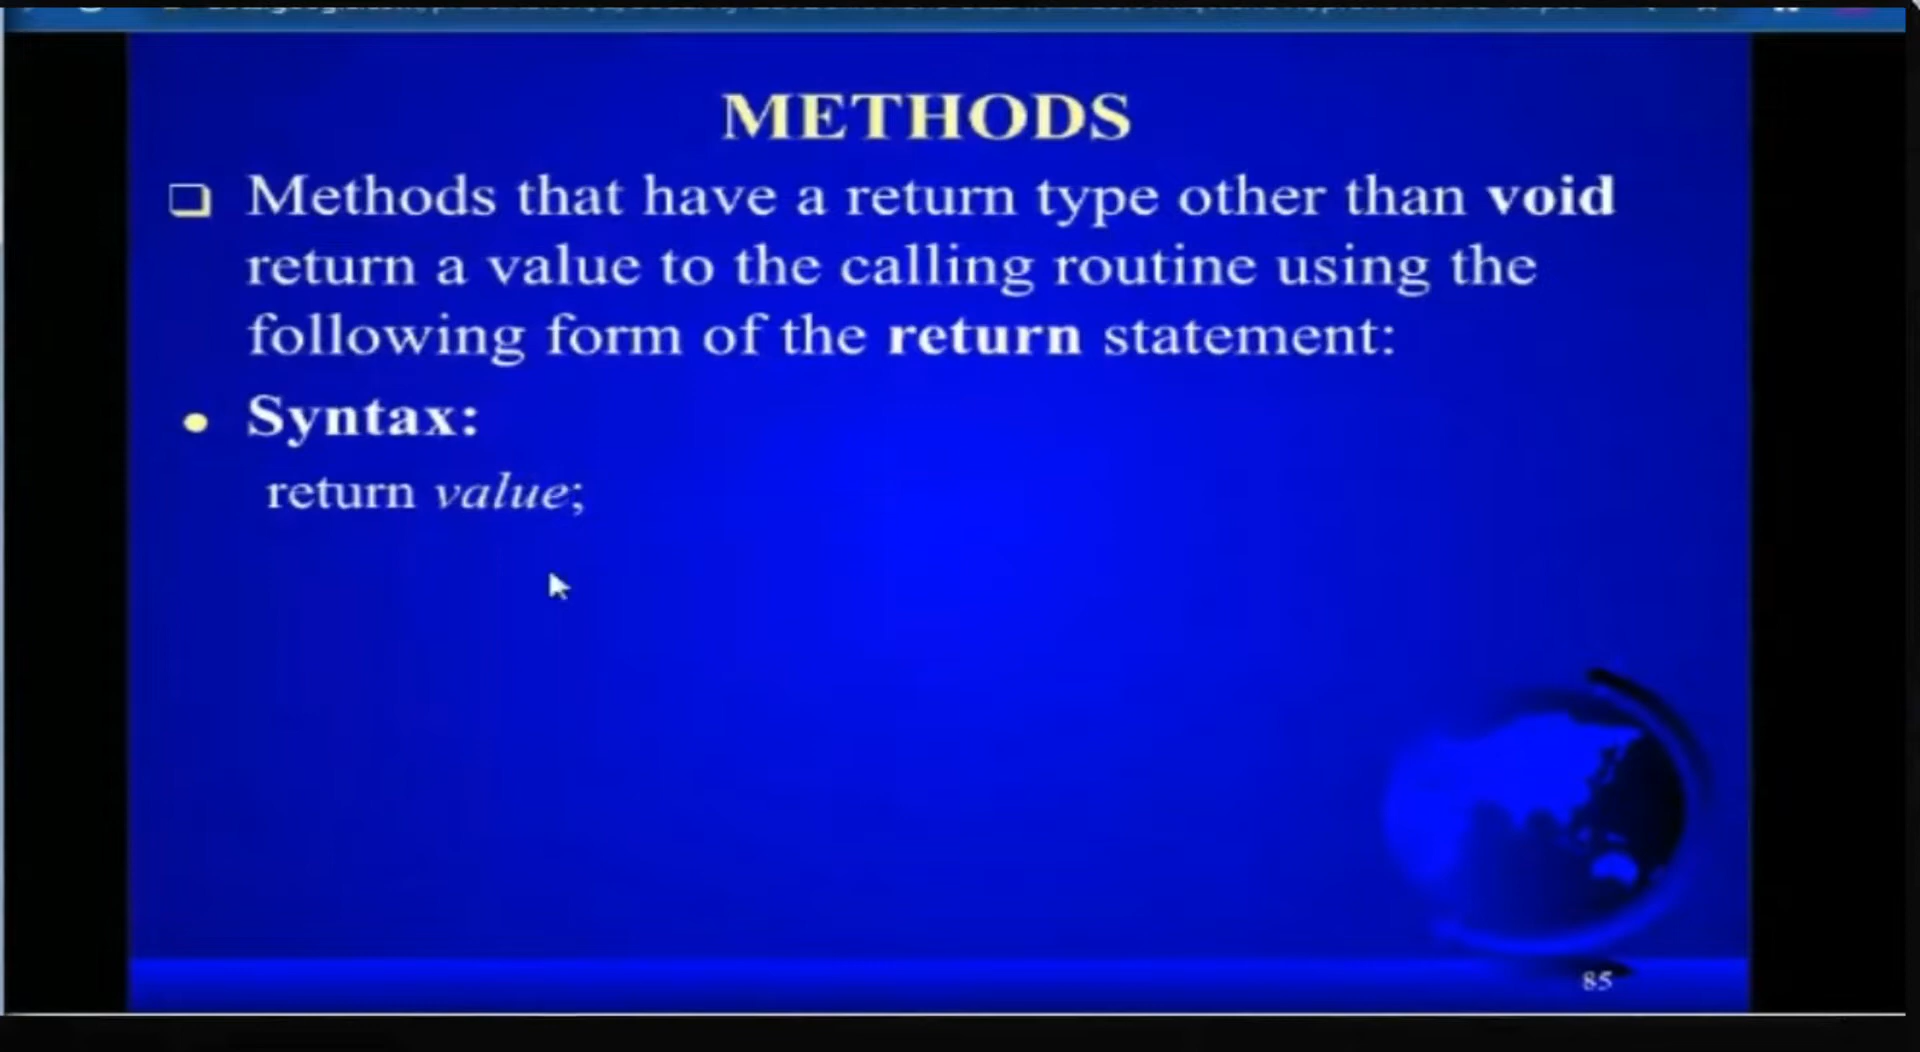 METHODS
Methods that have a return type other than void
return a value to the calling routine using the
following form of the return statement:
Syntax:
return value;
85